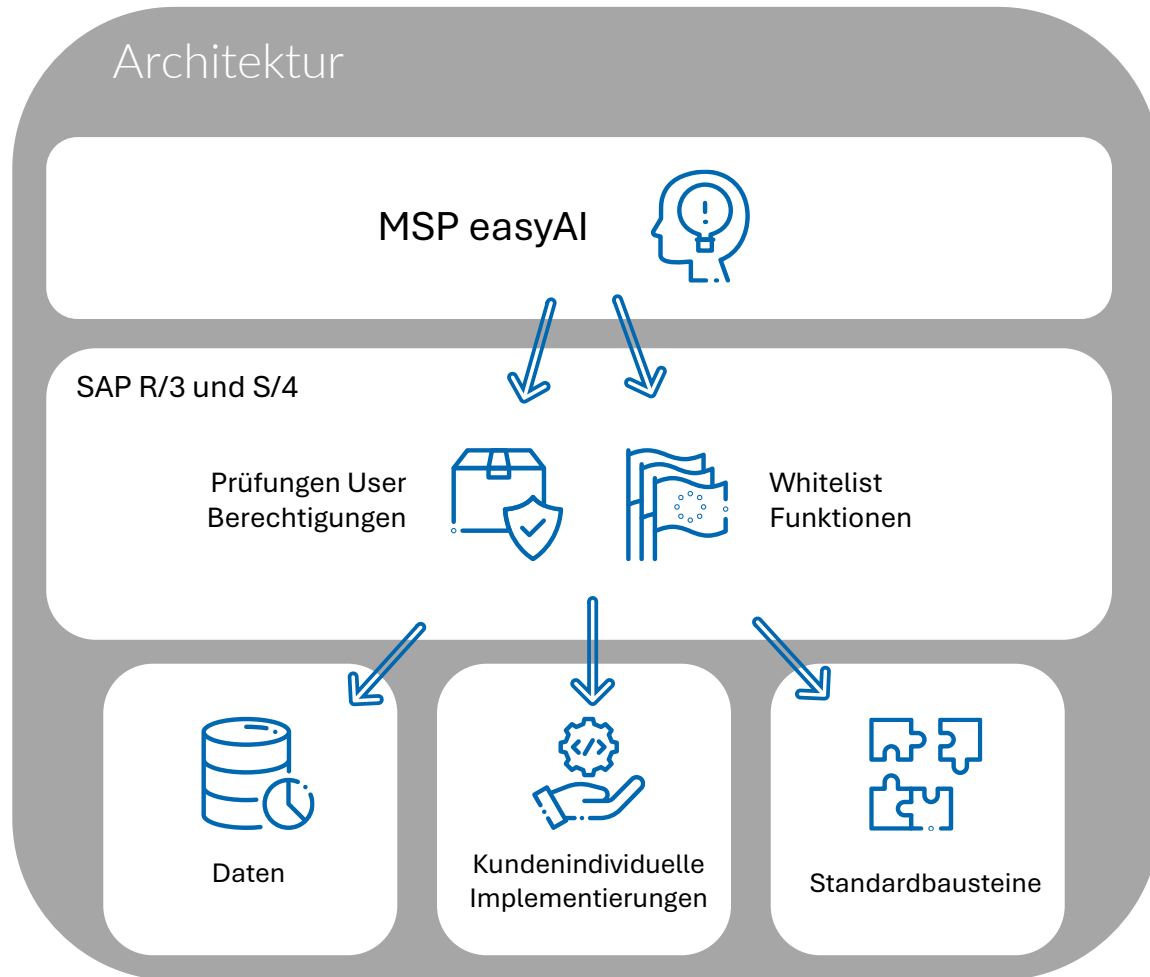 Architektur
MSP easyAI
SAP R/3 und S/4
Prüfungen User
Berechtigungen
Whitelist
Funktionen
Daten
Kundenindividuelle
Implementierungen
Standardbausteine